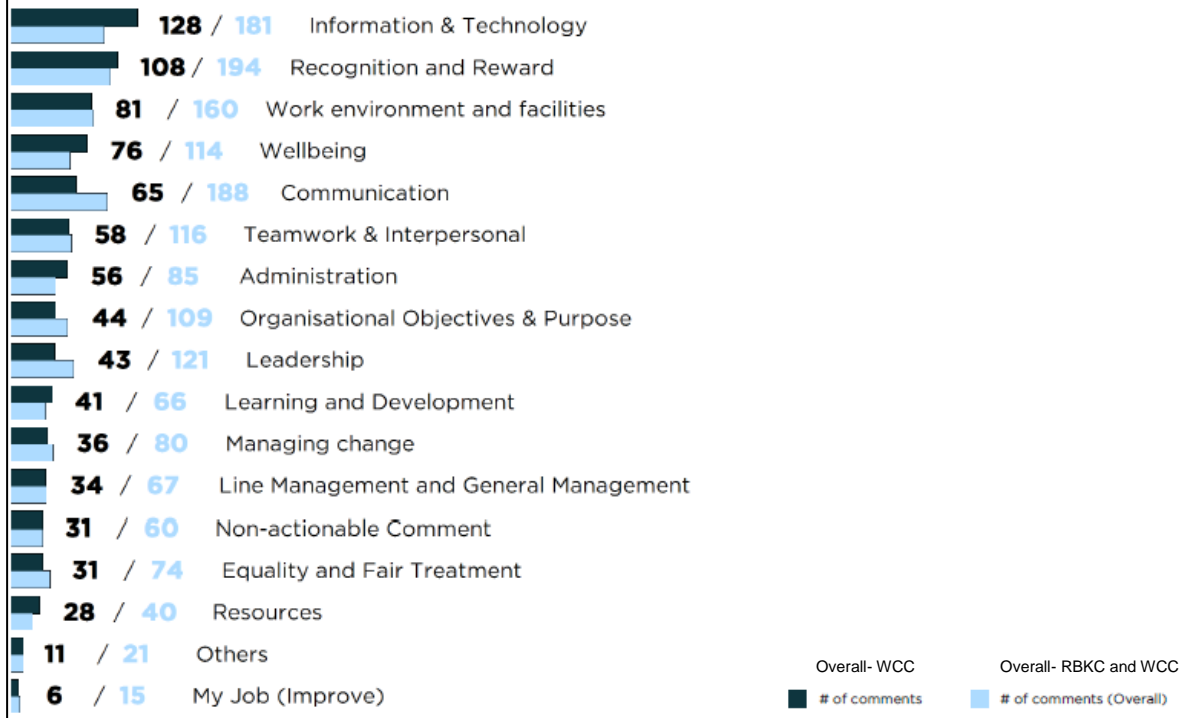 128 / 181 Information & Technology
108 / 194 Recognition and Reward
81 / 160 Work environment and facilities
76 / 114 Wellbeing
65 / 188 Communication
58 / 116 Teamwork & Interpersonal
56 / 85 Administration
44 / 109 Organisational Objectives & Purpose
43 / 121 Leadership
41 / 66 Learning and Development
36 / 80 Managing change
34 / 67 Line Management and General Management
31 / 60 Non-actionable Comment
31 / 74 Equality and Fair Treatment
28 / 40 Resources
11 / 21 Others
6 / 15 My Job (Improve)
Overall- WCC Overall- RBKC and WCC
# of comments # of comments (Overall)